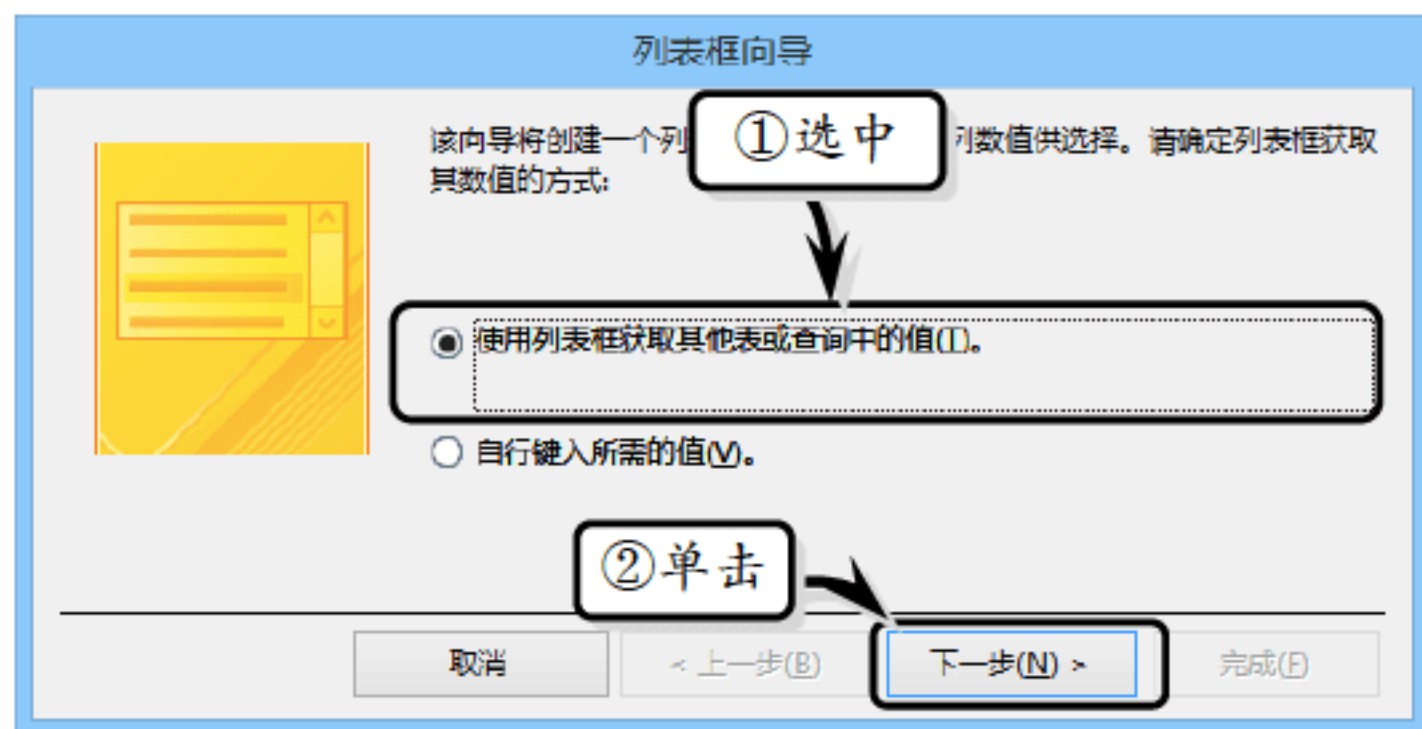 列表框向导
该向导将创建一个列
列数值供选择。请确定列表框获取
其数值的方式:
①选中
使用列表框获取其他表或查询中的值(T)。
自行键入所需的值(V)。
②单击
取消
< 上一步(B)
下一步(N) >
完成(F)